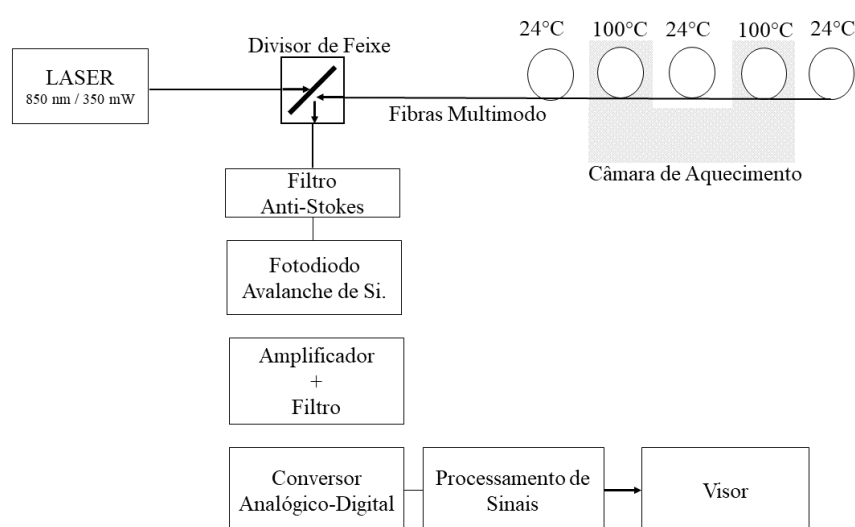 24°C 100°C 24°C 100°C 24°C
Divisor de Feixe
LASER
850 nm / 350 mW
Fibras Multimodo
Câmara de Aquecimento
Filtro
Anti-Stokes
Fotodiodo
Avalanche de Si.
Amplificador
+
Filtro
Conversor
Analógico-Digital
Processamento de
Sinais
Visor